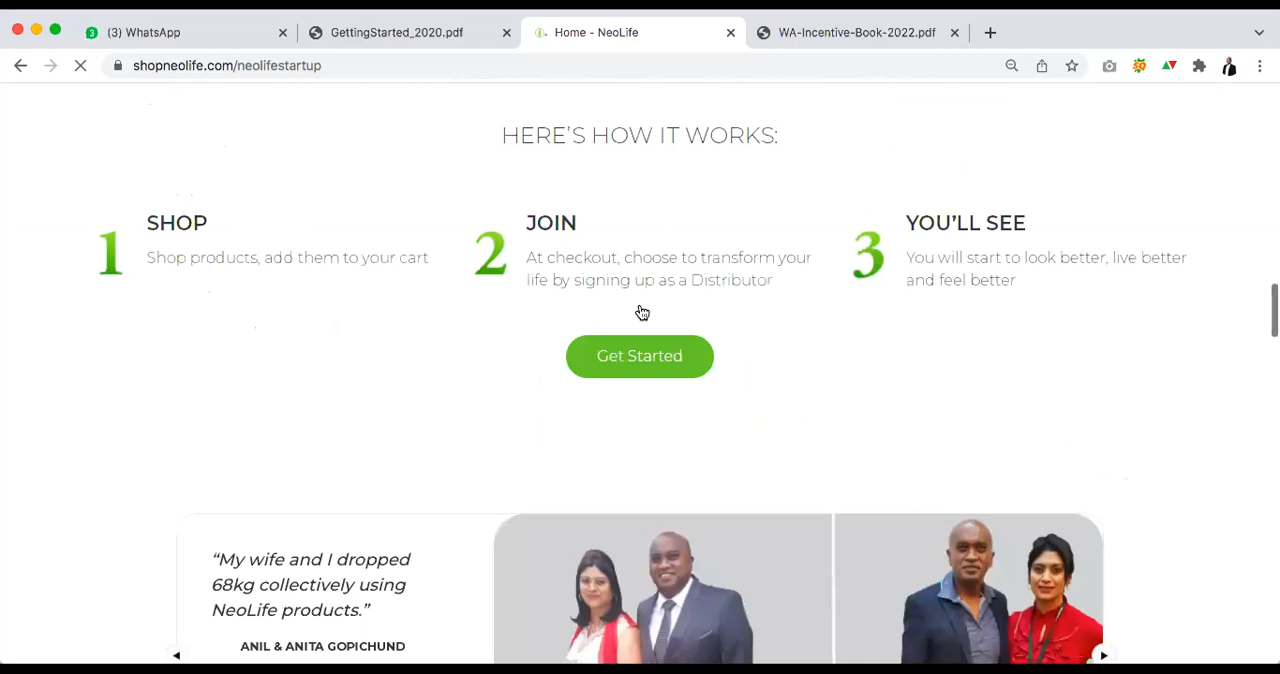 3 (3) WhatsApp
GettingStarted_2020.pdf
Home - NeoLife
WA-Incentive-Book-2022.pdf
shopneolife.com/neolifestartup
HERE’S HOW IT WORKS:
1
SHOP
Shop products, add them to your cart
2
JOIN
At checkout, choose to transform your
life by signing up as a Distributor
3
YOU’LL SEE
You will start to look better, live better
and feel better
Get Started
“My wife and I dropped
68kg collectively using
NeoLife products.”
ANIL & ANITA GOPICHUND